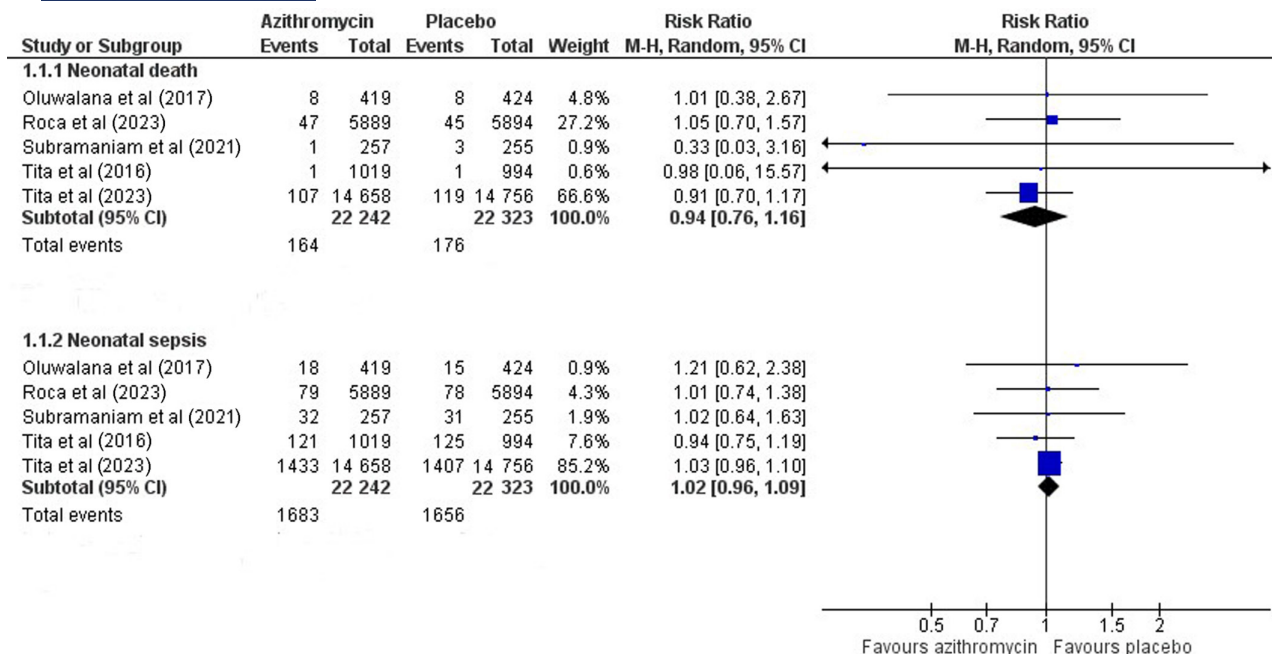 Azithromycin Placebo Risk Ratio Risk Ratio
Study or Subgroup Events Total Events Total Weight M-H, Random, 95% CI M-H, Random, 95% CI
1.1.1 Neonatal death
Oluwalana et al (2017) 8 419 8 424 4.8% 1.01 [0.38, 2.67]
Roca et al (2023) 47 5889 45 5894 27.2% 1.05 [0.70, 1.57]
Subramaniam et al (2021) 1 257 3 255 0.9% 0.33 [0.03, 3.16]
Tita et al (2016) 1 1019 1 994 0.6% 0.98 [0.06, 15.57]
Tita et al (2023) 107 14 658 119 14 756 66.6% 0.91 [0.70, 1.17]
Subtotal (95% CI) 22 242 22 323 100.0% 0.94 [0.76, 1.16]
Total events 164 176
1.1.2 Neonatal sepsis
Oluwalana et al (2017) 18 419 15 424 0.9% 1.21 [0.62, 2.38]
Roca et al (2023) 79 5889 78 5894 4.3% 1.01 [0.74, 1.38]
Subramaniam et al (2021) 32 257 31 255 1.9% 1.02 [0.64, 1.63]
Tita et al (2016) 121 1019 125 994 7.6% 0.94 [0.75, 1.19]
Tita et al (2023) 1433 14 658 1407 14 756 85.2% 1.03 [0.96, 1.10]
Subtotal (95% CI) 22 242 22 323 100.0% 1.02 [0.96, 1.09]
Total events 1683 1656
0.5 0.7 1 1.5 2
Favours azithromycin Favours placebo